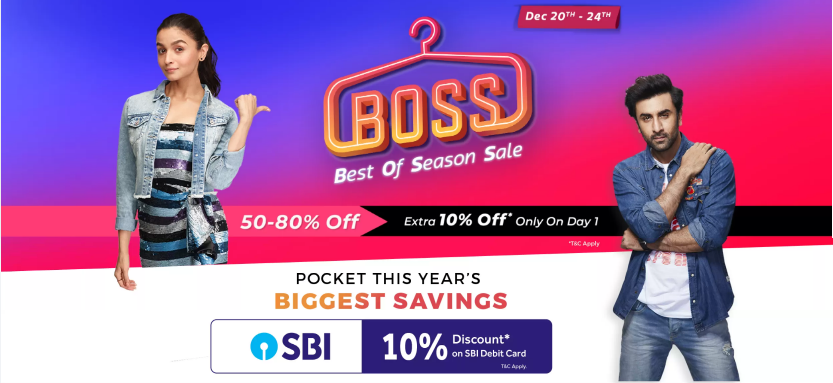 Dec 20TH - 24TH
BOSS
Best Of Season Sale
50-80% Off
Extra 10% Off* Only On Day 1
*T&C Apply
POCKET THIS YEAR'S
BIGGEST SAVINGS
SBI
10% Discount*
on SBI Debit Card
T&C Apply.